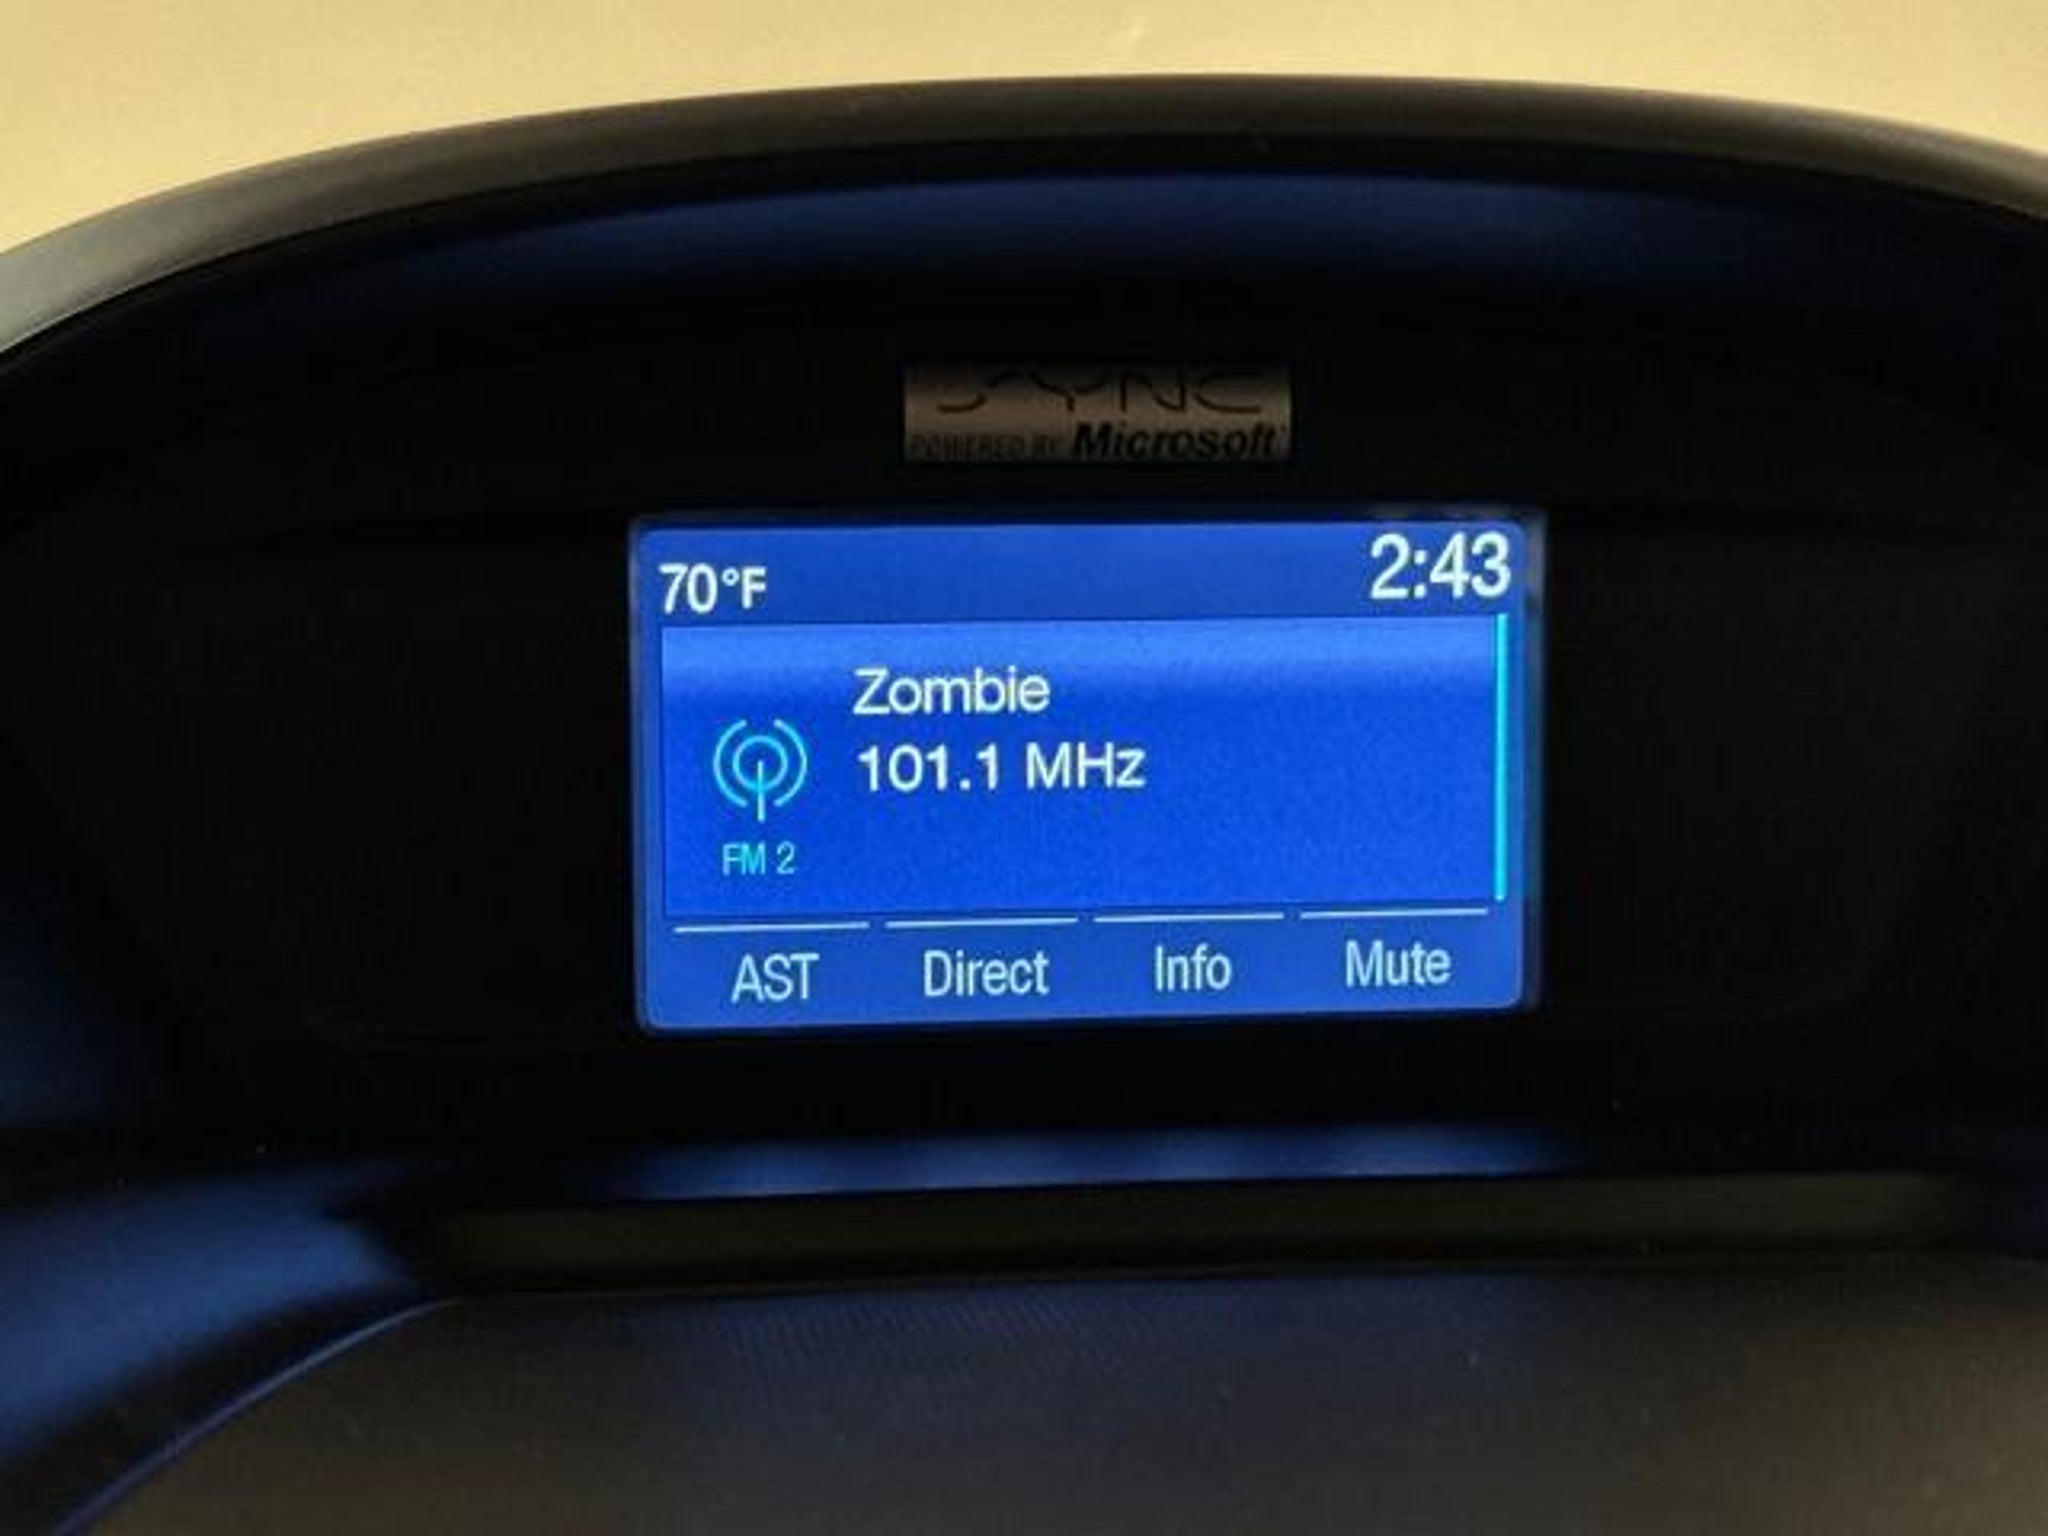 SYNC
POWERED BY Microsoft
70°F
2:43
Zombie
101.1 MHz
FM 2
AST Direct Info Mute